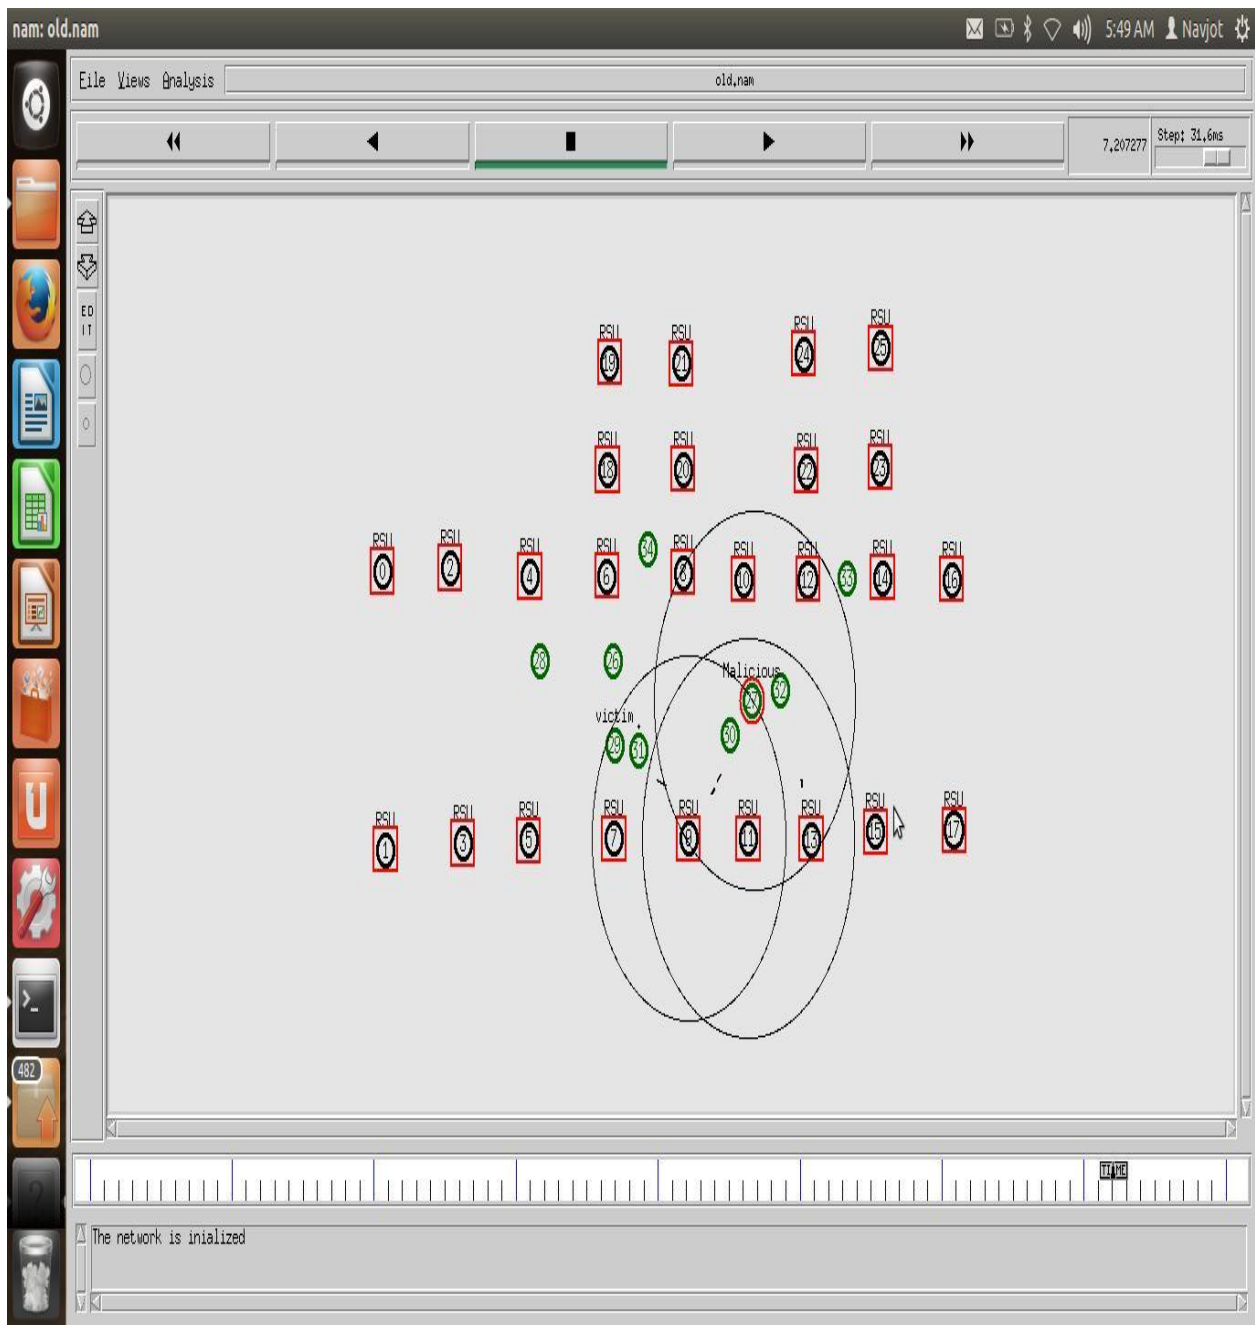 nam: old.nam
5:49 AM Navjot
File Views Analysis old.nam
7.207277 Step: 31.6ms
ED
IT
RSU RSU RSU RSU
19 21 24 25
RSU RSU RSU RSU
18 20 22 23
RSU RSU RSU RSU RSU RSU RSU RSU RSU
0 2 4 6 34 8 10 12 33 14 16
28 26
Malicious
27 32
victim
29 31 30
RSU RSU RSU RSU RSU RSU RSU RSU RSU
1 3 5 7 9 11 13 15 17
482
TIME
The network is inialized